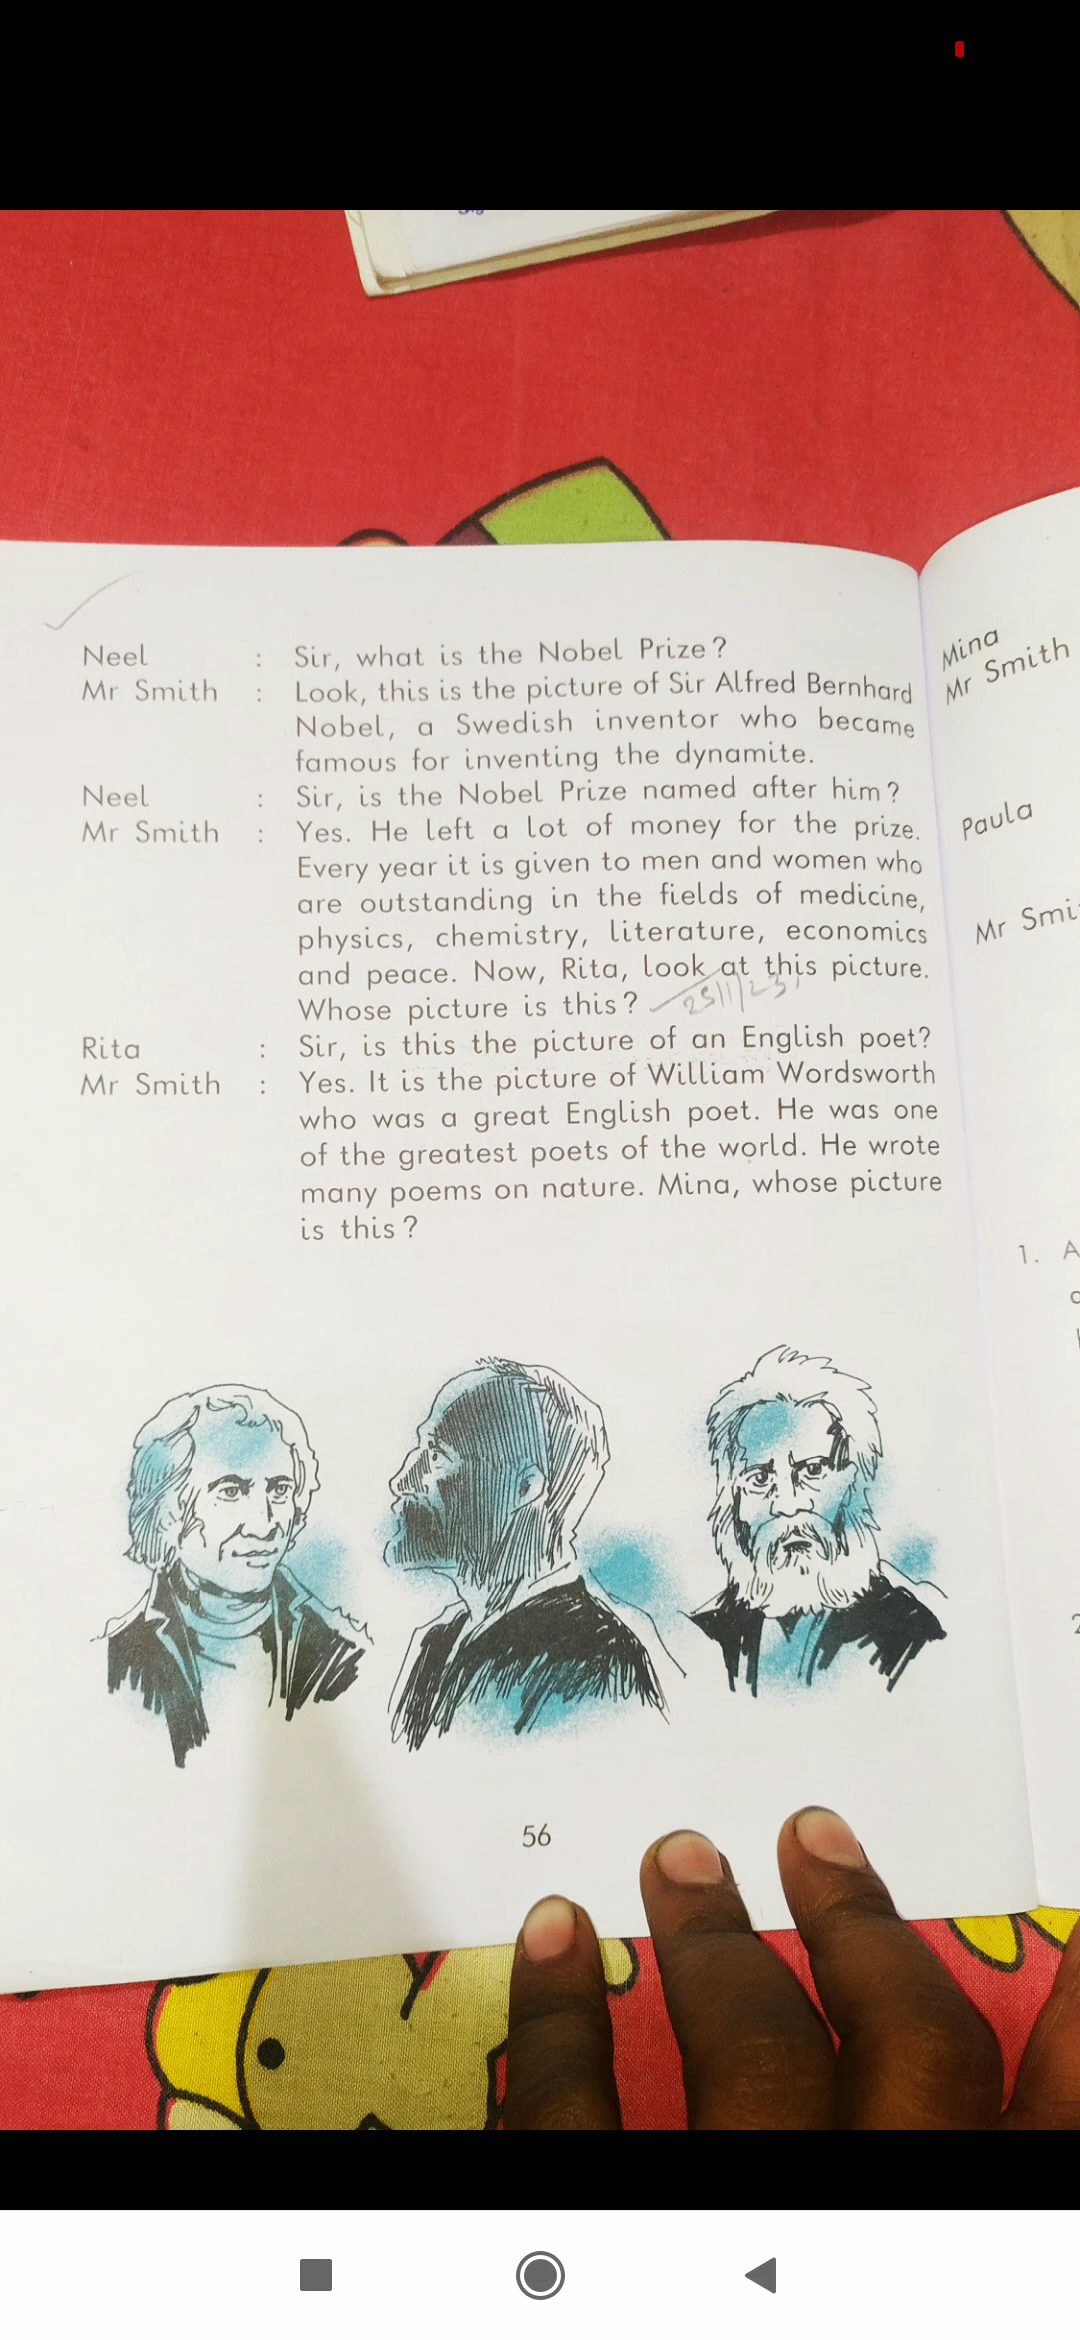 Neel : Sir, what is the Nobel Prize?
Mr Smith : Look, this is the picture of Sir Alfred Bernhard
Nobel, a Swedish inventor who became
famous for inventing the dynamite.
Neel : Sir, is the Nobel Prize named after him?
Mr Smith : Yes. He left a lot of money for the prize.
Every year it is given to men and women who
are outstanding in the fields of medicine,
physics, chemistry, literature, economics
and peace. Now, Rita, look at this picture.
Whose picture is this?
25/11/23,
Rita : Sir, is this the picture of an English poet?
Mr Smith : Yes. It is the picture of William Wordsworth
who was a great English poet. He was one
of the greatest poets of the world. He wrote
many poems on nature. Mina, whose picture
is this?
56
Mina
Mr Smith
Paula
Mr Smi
1. A